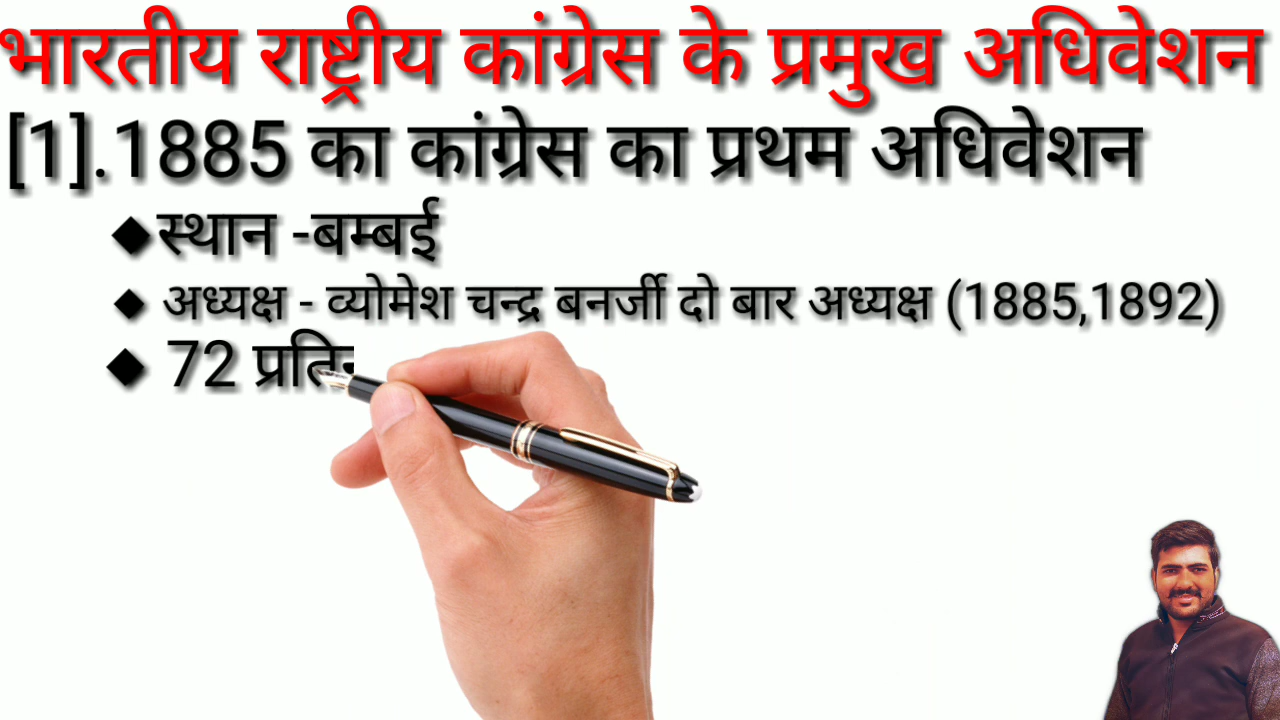 भारतीय राष्ट्रीय कांग्रेस के प्रमुख अधिवेशन
[1].1885 का कांग्रेस का प्रथम अधिवेशन
◆स्थान -बम्बई
◆ अध्यक्ष - व्योमेश चन्द्र बनर्जी दो बार अध्यक्ष (1885,1892)
◆ 72